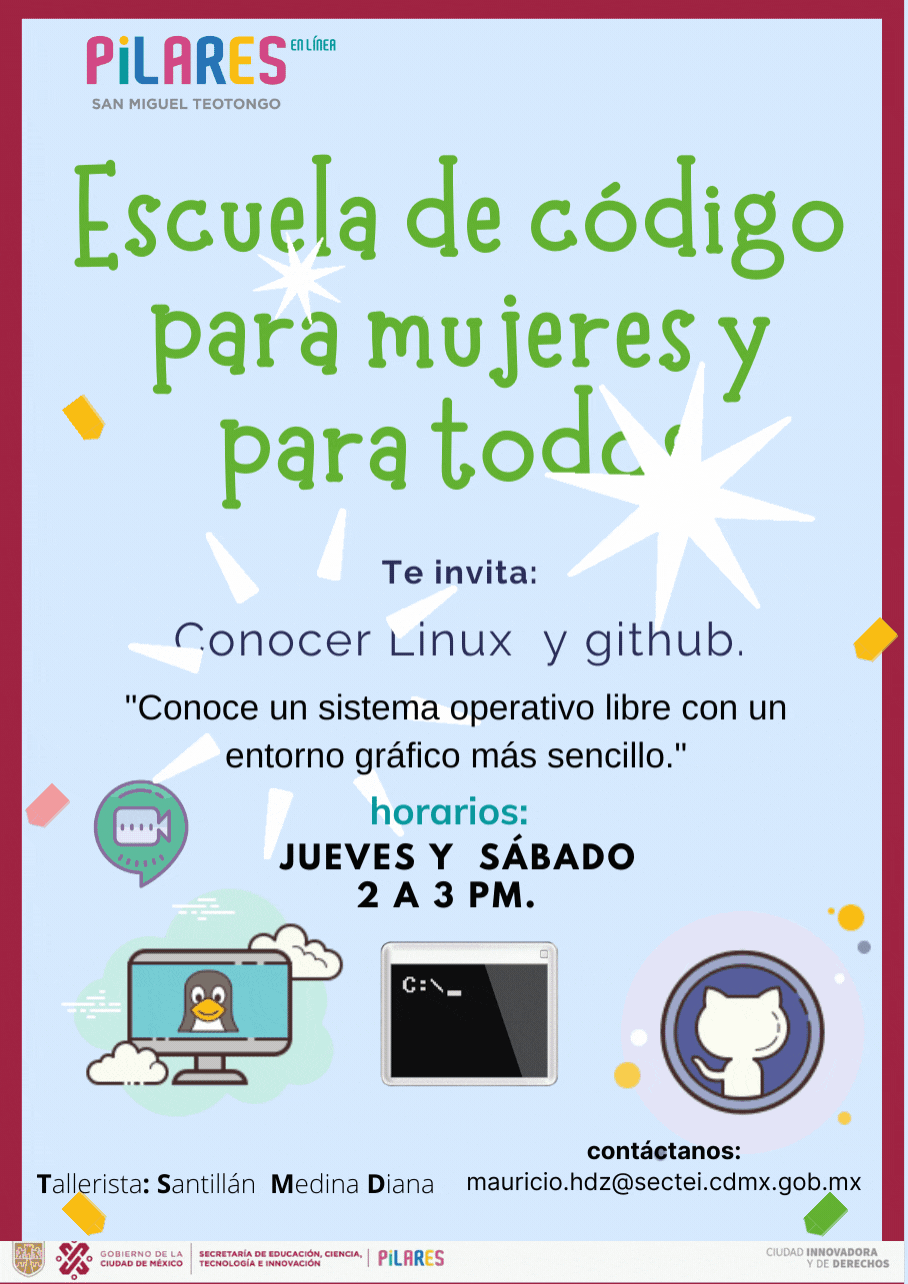 PiLARES EN LÍNEA
SAN MIGUEL TEOTONGO
Escuela de código
para mujeres y
para todos
Te invita:
Conocer Linux y github.
"Conoce un sistema operativo libre con un
entorno gráfico más sencillo."
horarios:
JUEVES Y SÁBADO
2 A 3 PM.
C:\_
contáctanos:
Tallerista: Santillán Medina Diana
mauricio.hdz@sectei.cdmx.gob.mx
GOBIERNO DE LA
CIUDAD DE MÉXICO
SECRETARÍA DE EDUCACIÓN, CIENCIA,
TECNOLOGÍA E INNOVACIÓN
PiLARES
CIUDAD INNOVADORA
Y DE DERECHOS